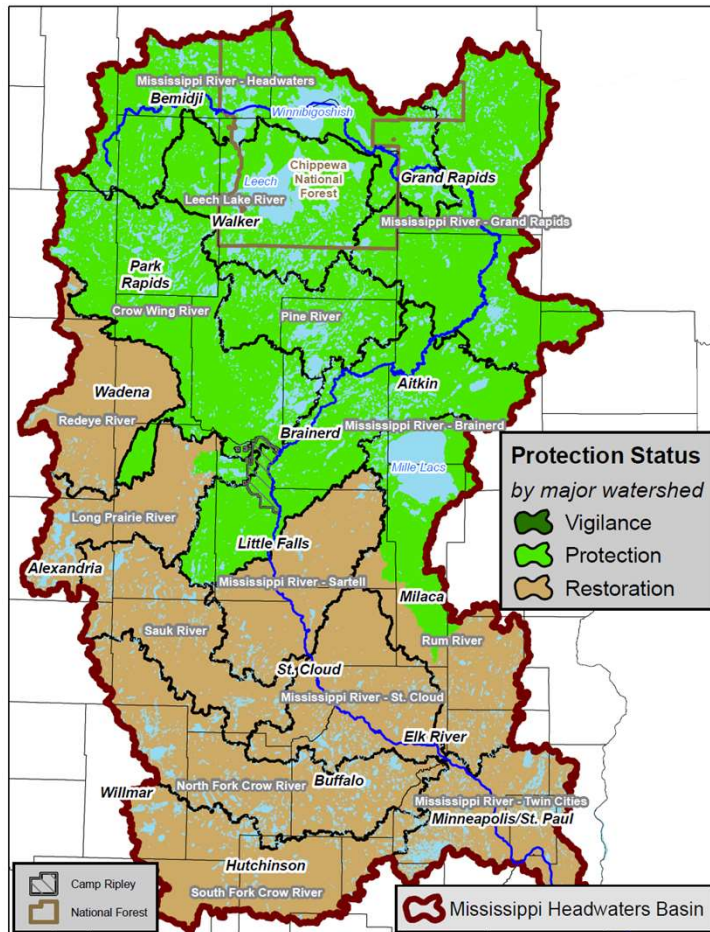 Mississippi River - Headwaters
Bemidji
Winnibigoshish
Chippewa
National
Forest
Leech
Grand Rapids
Leech Lake River
Walker
Mississippi River - Grand Rapids
Park
Rapids
Crow Wing River
Pine River
Aitkin
Wadena
Redeye River
Brainerd
Mississippi River - Brainerd
Mille Lacs
Protection Status
by major watershed
Vigilance
Protection
Restoration
Long Prairie River
Little Falls
Alexandria
Mississippi River - Sartell
Milaca
Sauk River
Rum River
St. Cloud
Mississippi River - St. Cloud
Elk River
Buffalo
North Fork Crow River
Willmar
Mississippi River - Twin Cities
Minneapolis/St. Paul
Hutchinson
South Fork Crow River
Camp Ripley
National Forest
Mississippi Headwaters Basin